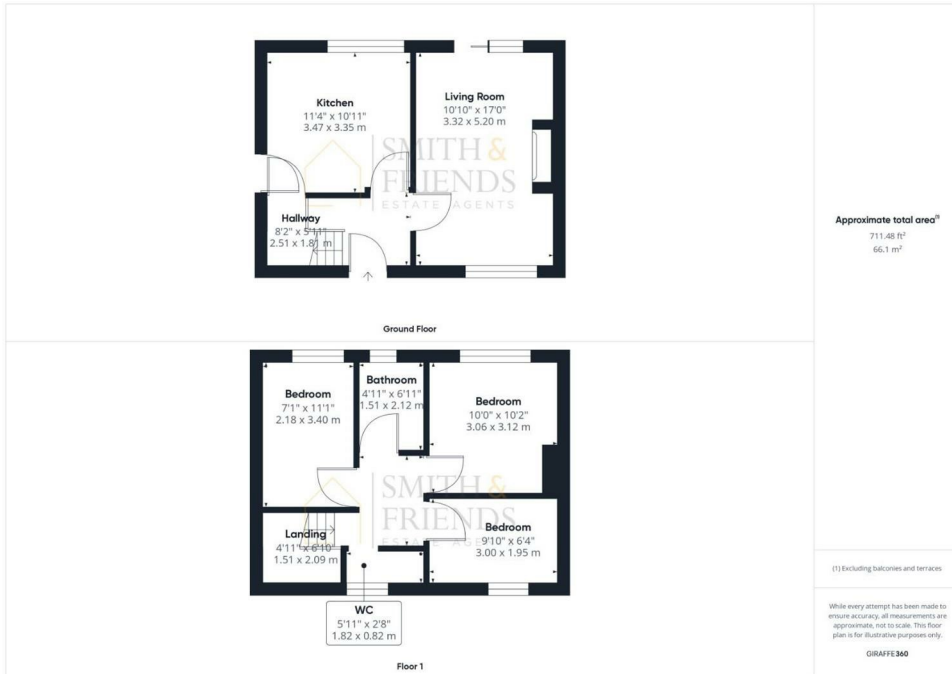 Kitchen
11'4" x 10'11"
3.47 x 3.35 m
Living Room
10'10" x 17'0"
3.32 x 5.20 m
SMITH &
FRIENDS
ESTATE AGENTS
Hallway
8'2" x 5'11"
2.51 x 1.81 m
Ground Floor
Approximate total area(1)
711.48 ft²
66.1 m²
Bedroom
7'1" x 11'1"
2.18 x 3.40 m
Bathroom
4'11" x 6'11"
1.51 x 2.12 m
Bedroom
10'0" x 10'2"
3.06 x 3.12 m
SMITH &
FRIENDS
ESTATE AGENTS
Landing
4'11" x 6'10"
1.51 x 2.09 m
Bedroom
9'10" x 6'4"
3.00 x 1.95 m
WC
5'11" x 2'8"
1.82 x 0.82 m
Floor 1
(1) Excluding balconies and terraces
While every attempt has been made to
ensure accuracy, all measurements are
approximate, not to scale. This floor
plan is for illustrative purposes only.
GIRAFFE360